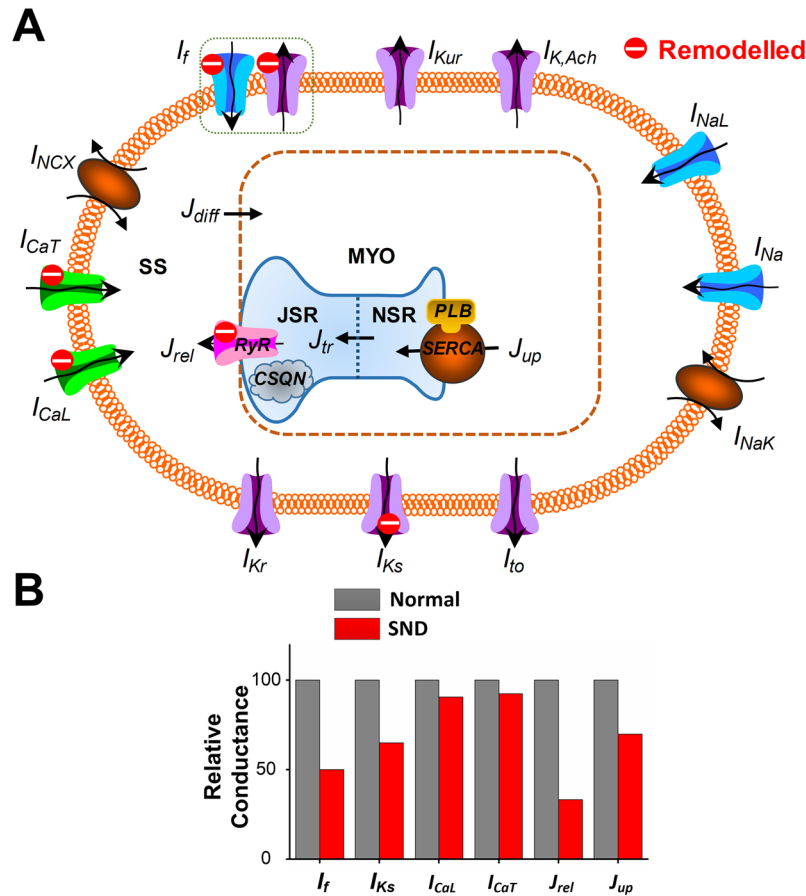 A
I_f
I_Kur
I_K,Ach
Remodelled
I_NaL
I_NCX
J_diff
I_CaT
SS
MYO
I_Na
JSR
NSR
PLB
J_rel
RyR
J_tr
SERCA
J_up
CSQN
I_CaL
I_NaK
I_Kr
I_Ks
I_to
B
Normal
SND
Relative
Conductance
100
50
0
I_f
I_Ks
I_CaL
I_CaT
J_rel
J_up